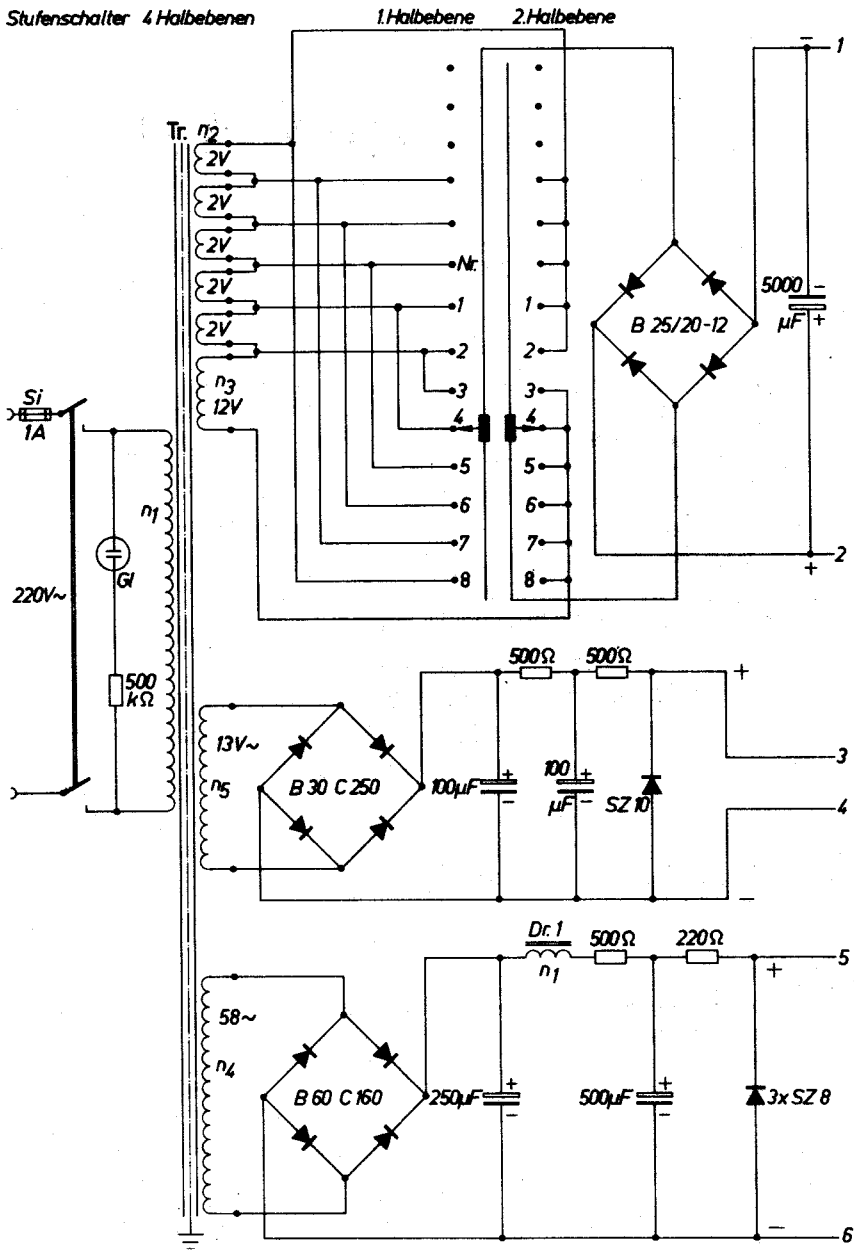 Stufenschalter 4 Halbebenen
1. Halbebene
2. Halbebene
1
Tr.
n2
2V
2V
2V
2V
2V
n3
12V
Nr.
1
2
3
4
5
6
7
8
1
2
3
4
5
6
7
8
B 25/20-12
−
5000
µF
−
+
2
+
Si
1A
220V~
Gl
500
kΩ
n1
13V~
n5
B 30 C 250
100µF
+
−
500Ω
500Ω
100
µF
+
−
SZ 10
+
3
4
−
58~
n4
B 60 C 160
250µF
+
−
Dr. 1
n1
500Ω
220Ω
500µF
+
−
3x SZ 8
+
5
−
6